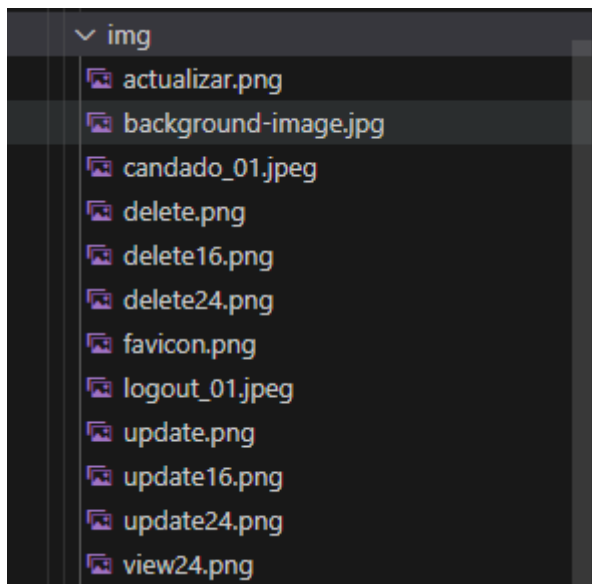 img
actualizar.png
background-image.jpg
candado_01.jpeg
delete.png
delete16.png
delete24.png
favicon.png
logout_01.jpeg
update.png
update16.png
update24.png
view24.png